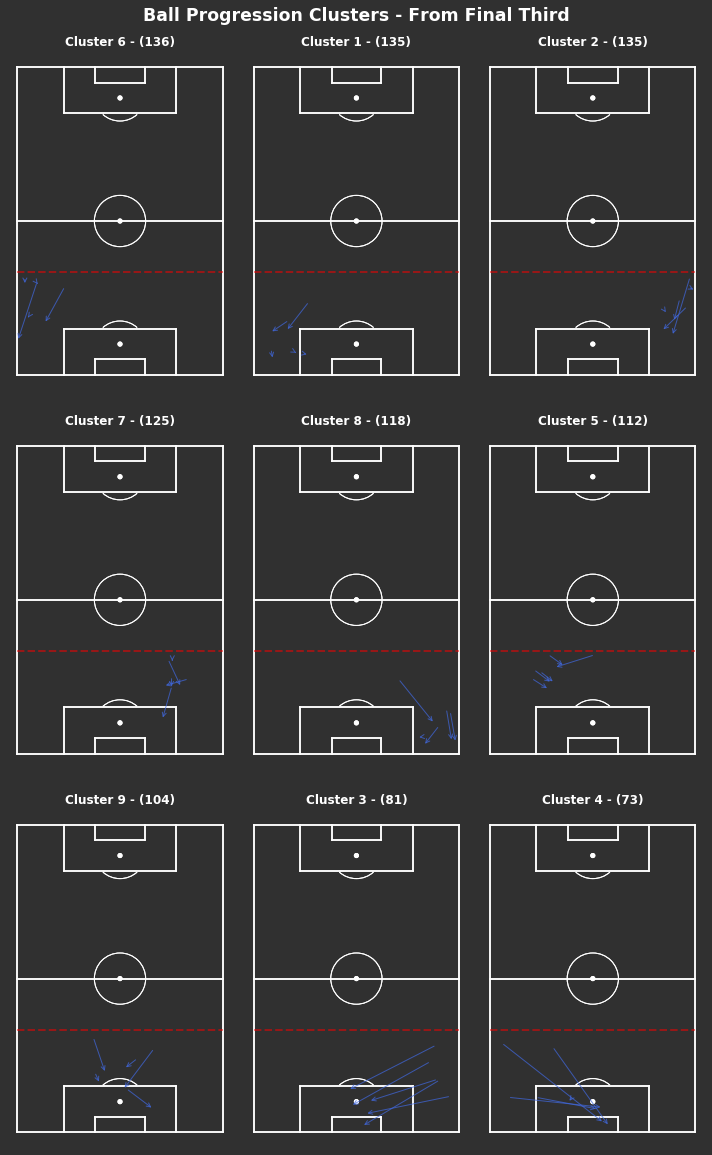 Ball Progression Clusters - From Final Third
Cluster 6 - (136)
Cluster 1 - (135)
Cluster 2 - (135)
Cluster 7 - (125)
Cluster 8 - (118)
Cluster 5 - (112)
Cluster 9 - (104)
Cluster 3 - (81)
Cluster 4 - (73)